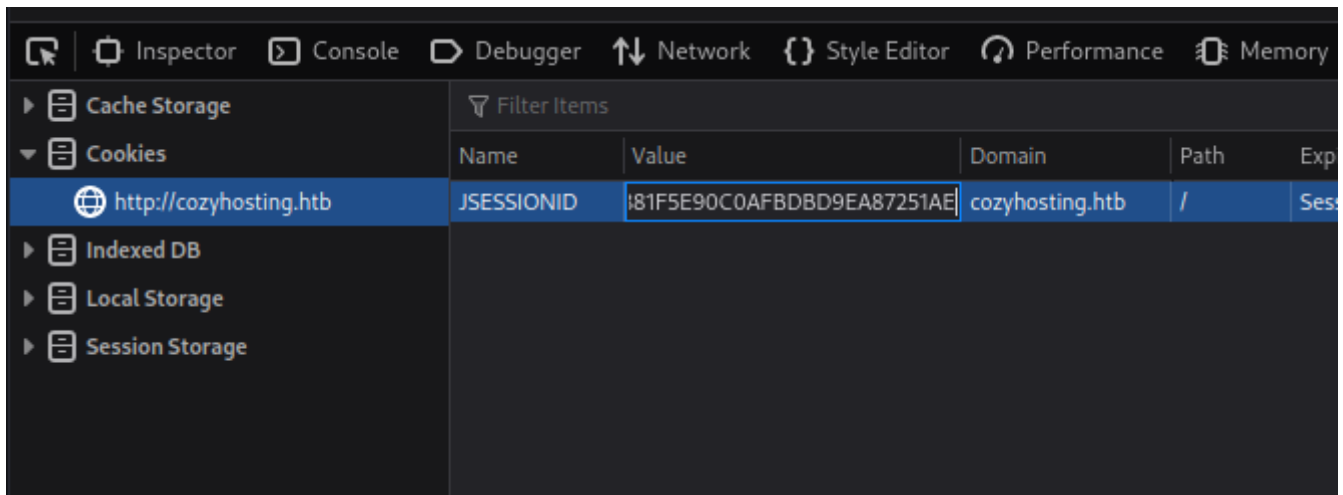 Inspector Console Debugger Network Style Editor Performance Memory
Cache Storage
Filter Items
Cookies
Name Value Domain Path Exp
http://cozyhosting.htb
JSESSIONID 81F5E90C0AFBDBD9EA87251AE cozyhosting.htb / Sess
Indexed DB
Local Storage
Session Storage